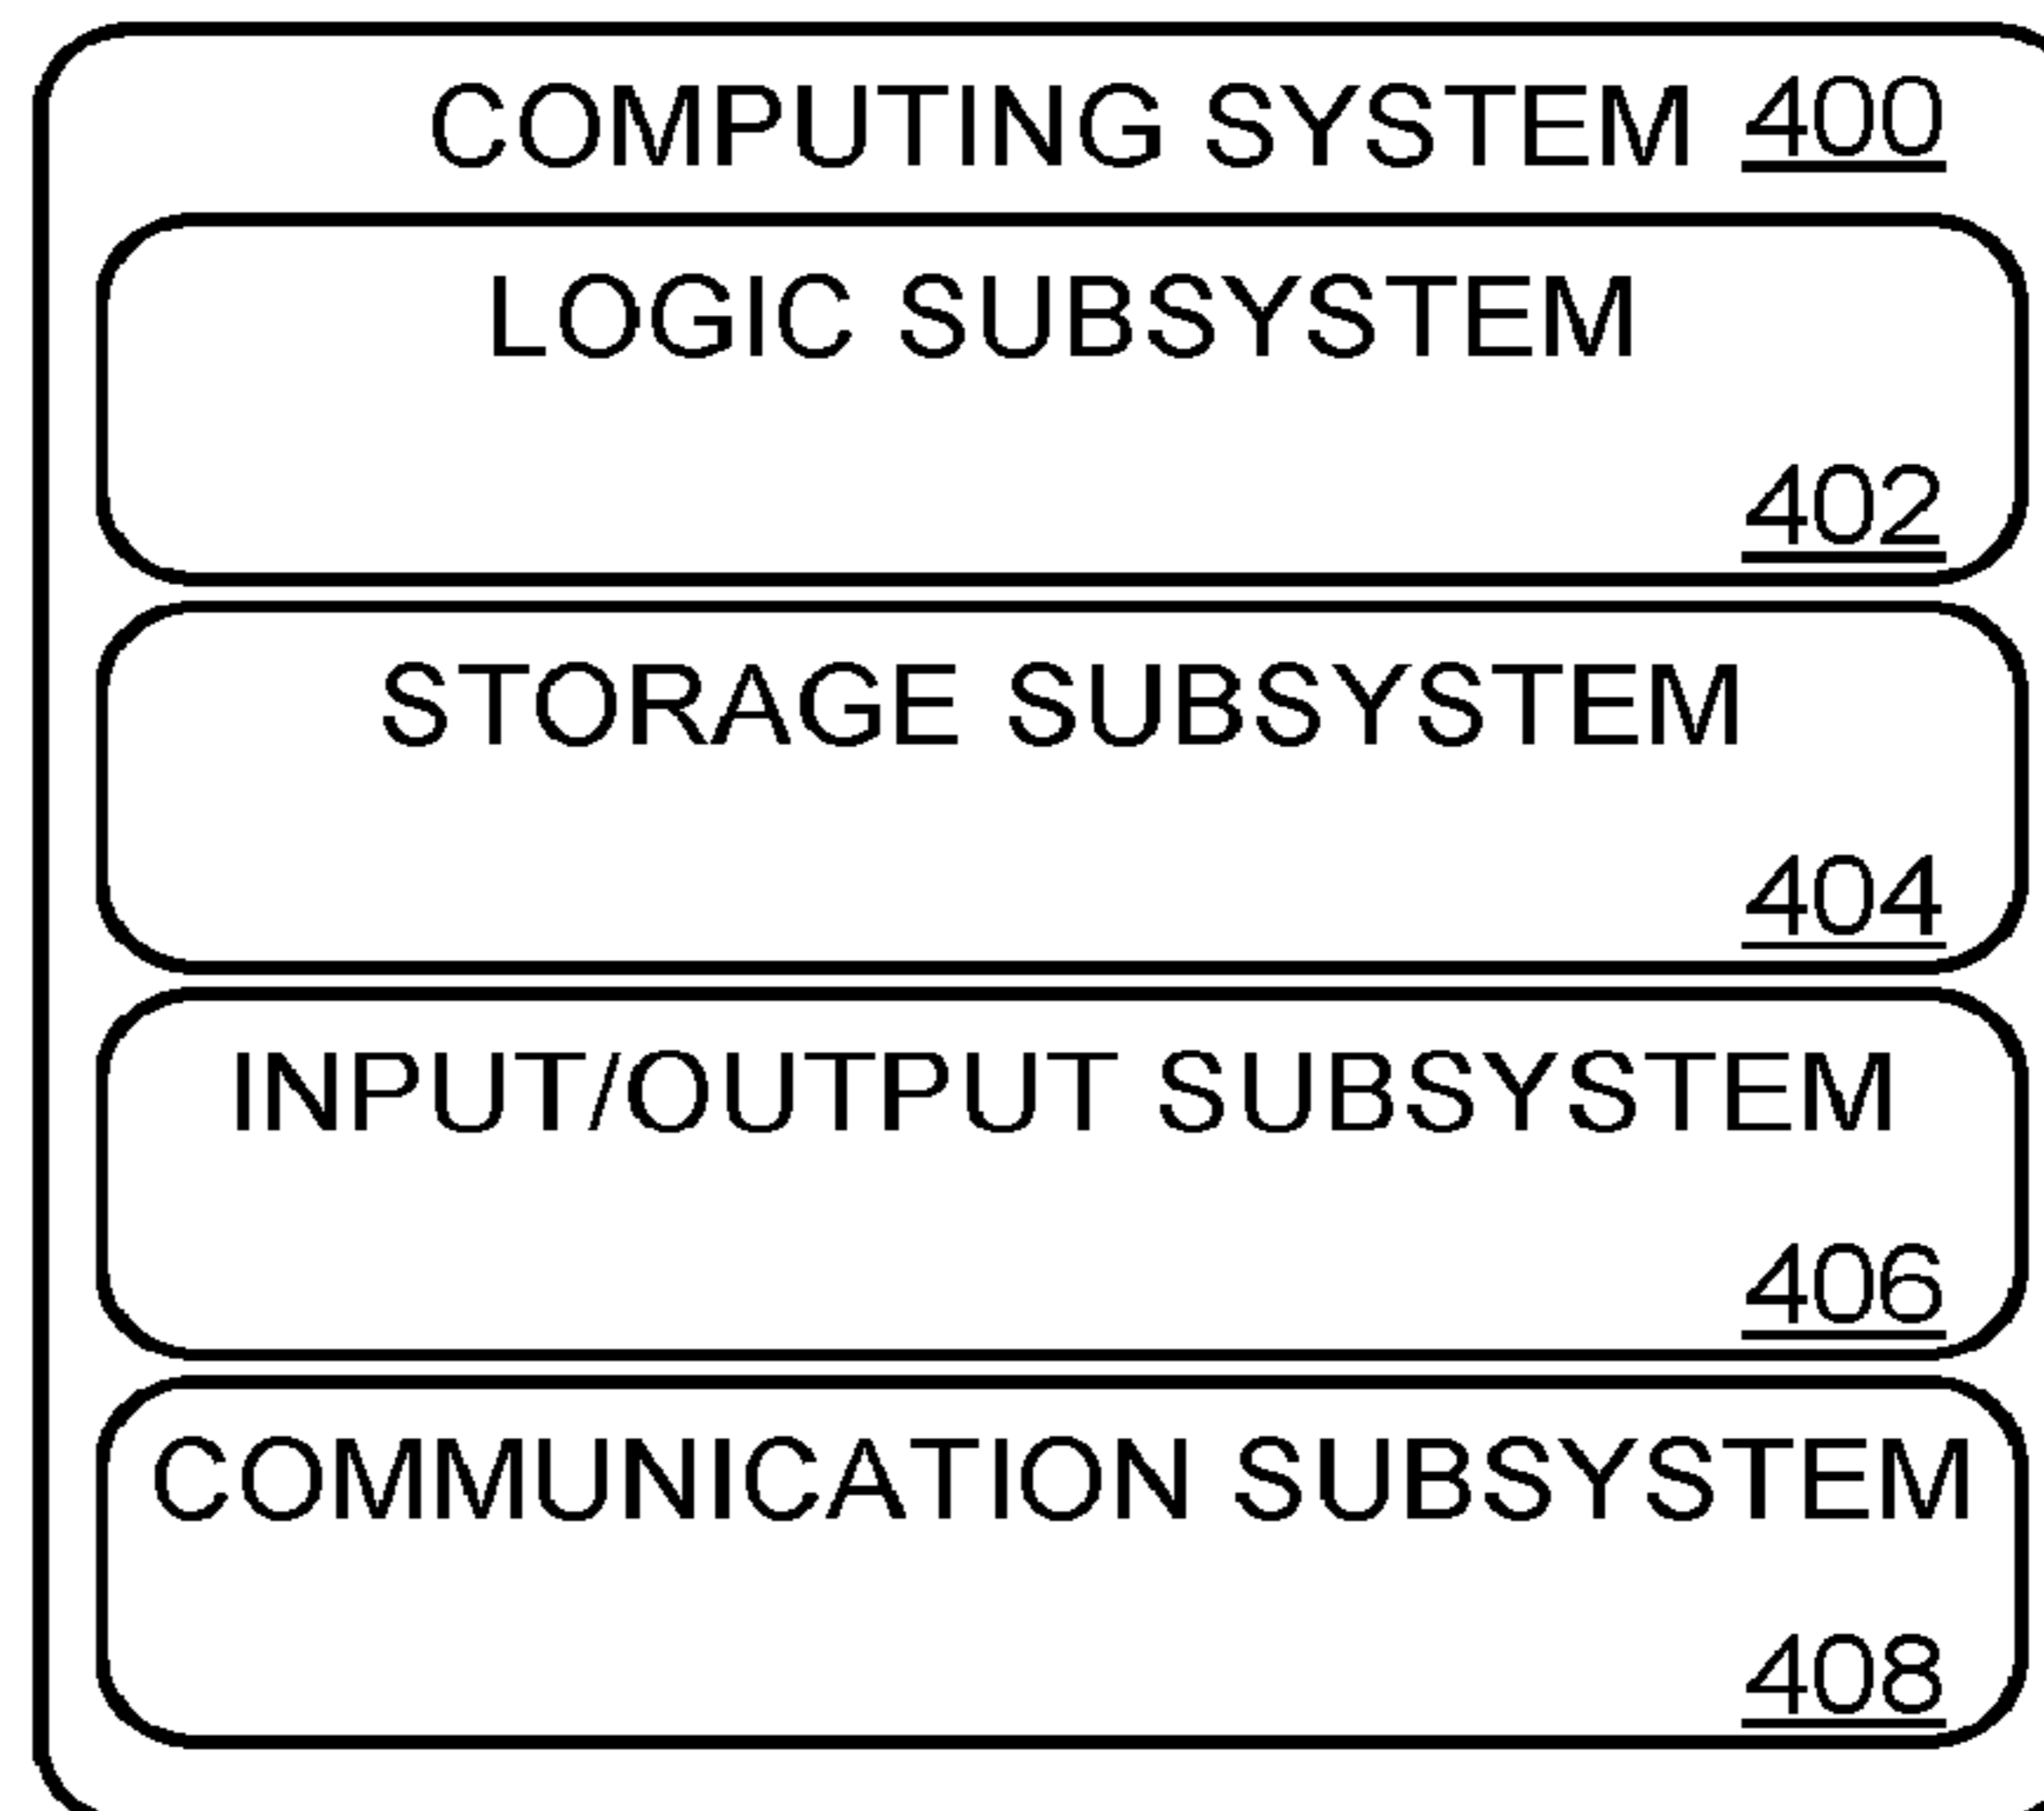 COMPUTING SYSTEM 400
LOGIC SUBSYSTEM
402
STORAGE SUBSYSTEM
404
INPUT/OUTPUT SUBSYSTEM
406
COMMUNICATION SUBSYSTEM
408